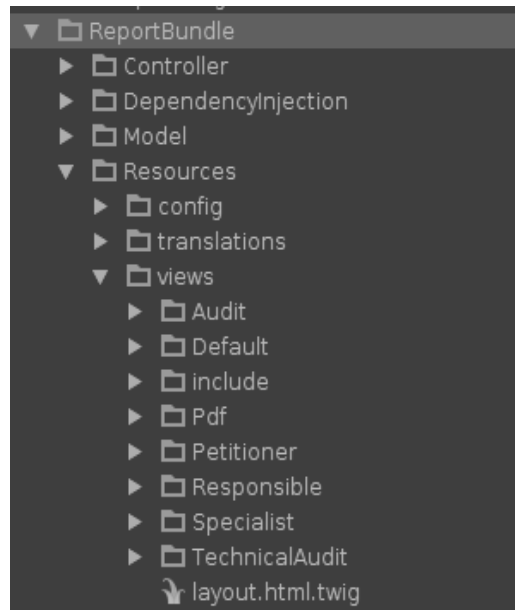 ReportBundle
Controller
DependencyInjection
Model
Resources
config
translations
views
Audit
Default
include
Pdf
Petitioner
Responsible
Specialist
TechnicalAudit
layout.html.twig